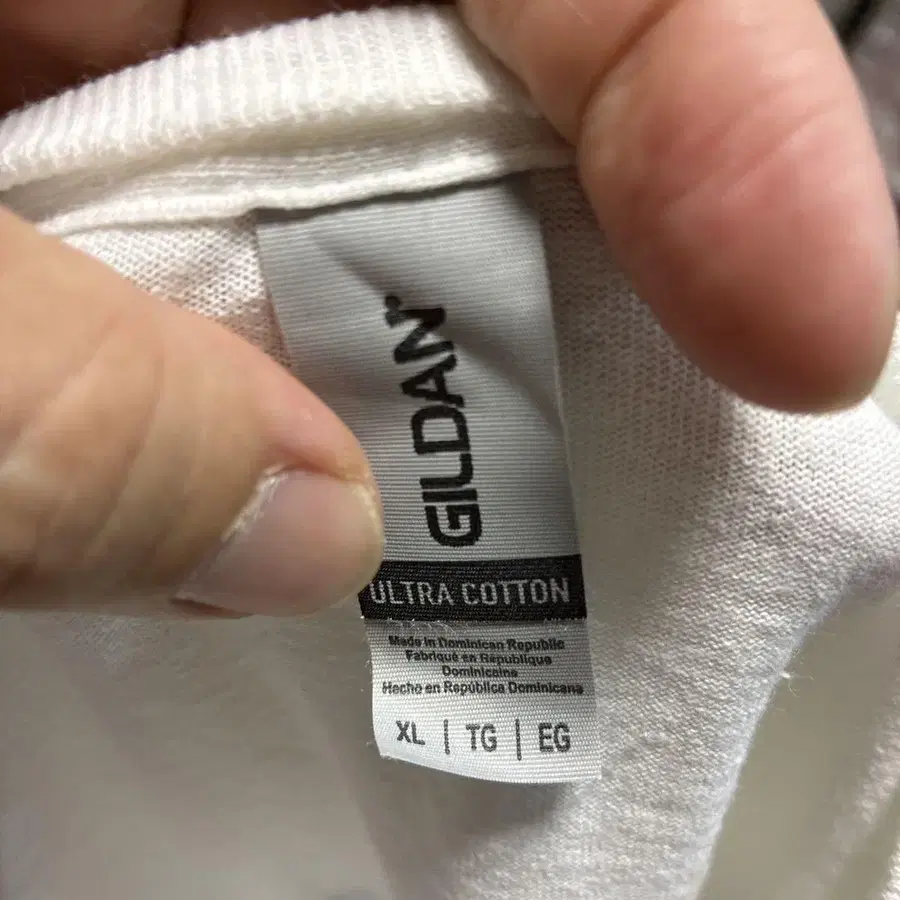 GILDAN
ULTRA COTTON
Made in Dominican Republic
Fabriqué en République
Dominicaine
Hecho en República Dominicana
XL | TG | EG